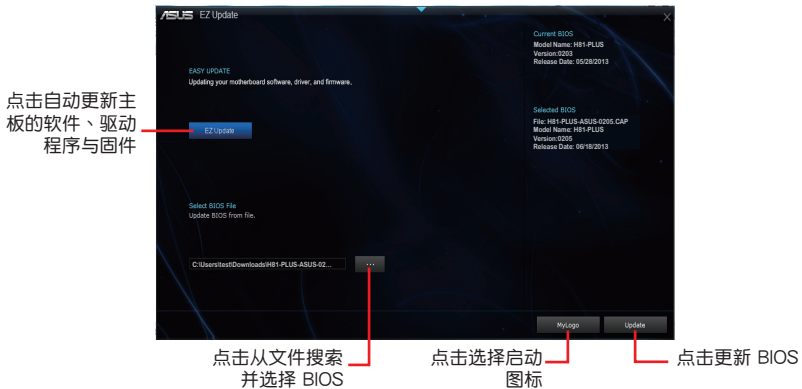 ASUS EZ Update
X
Current BIOS
Model Name: H81-PLUS
Version:0203
Release Date: 05/28/2013
EASY UPDATE
Updating your motherboard software, driver, and firmware.
点击自动更新主
板的软件、驱动
程序与固件
EZ Update
Selected BIOS
File: H81-PLUS-ASUS-0205.CAP
Model Name: H81-PLUS
Version:0205
Release Date: 06/18/2013
Select BIOS File
Update BIOS from file.
C:\Users\test\Downloads\H81-PLUS-ASUS-02...
...
MyLogo
Update
点击从文件搜索
并选择 BIOS
点击选择启动
图标
点击更新 BIOS